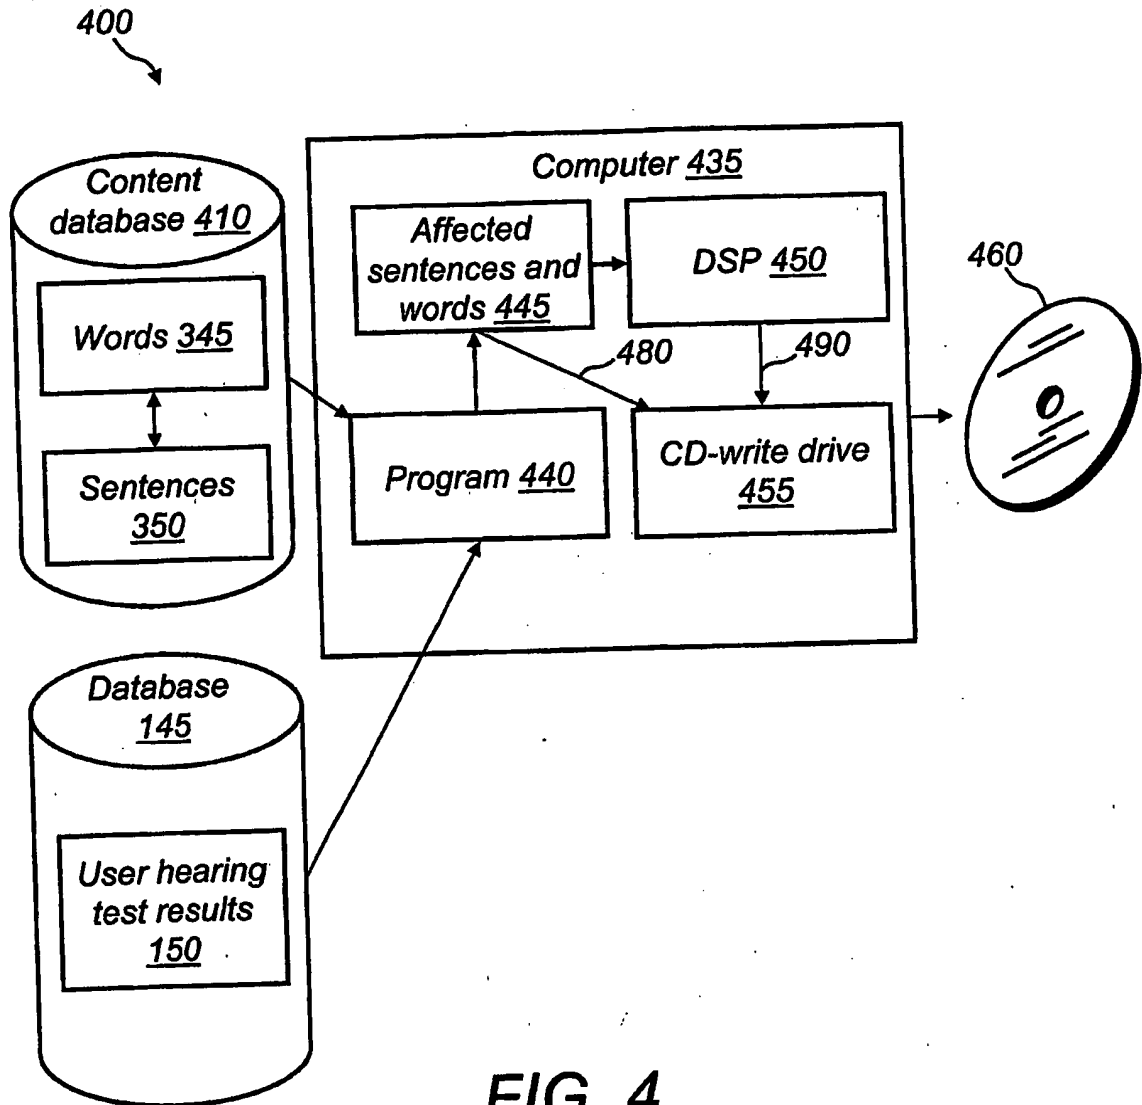 400
Content
database 410
Words 345
Sentences
350
Computer 435
Affected
sentences and
words 445
DSP 450
480
490
Program 440
CD-write drive
455
460
Database
145
User hearing
test results
150
FIG. 4